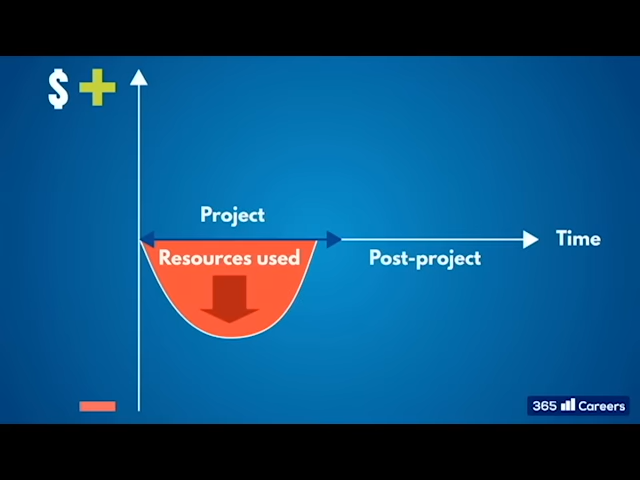 $ +
Project
Resources used
Time
Post-project
365 Careers